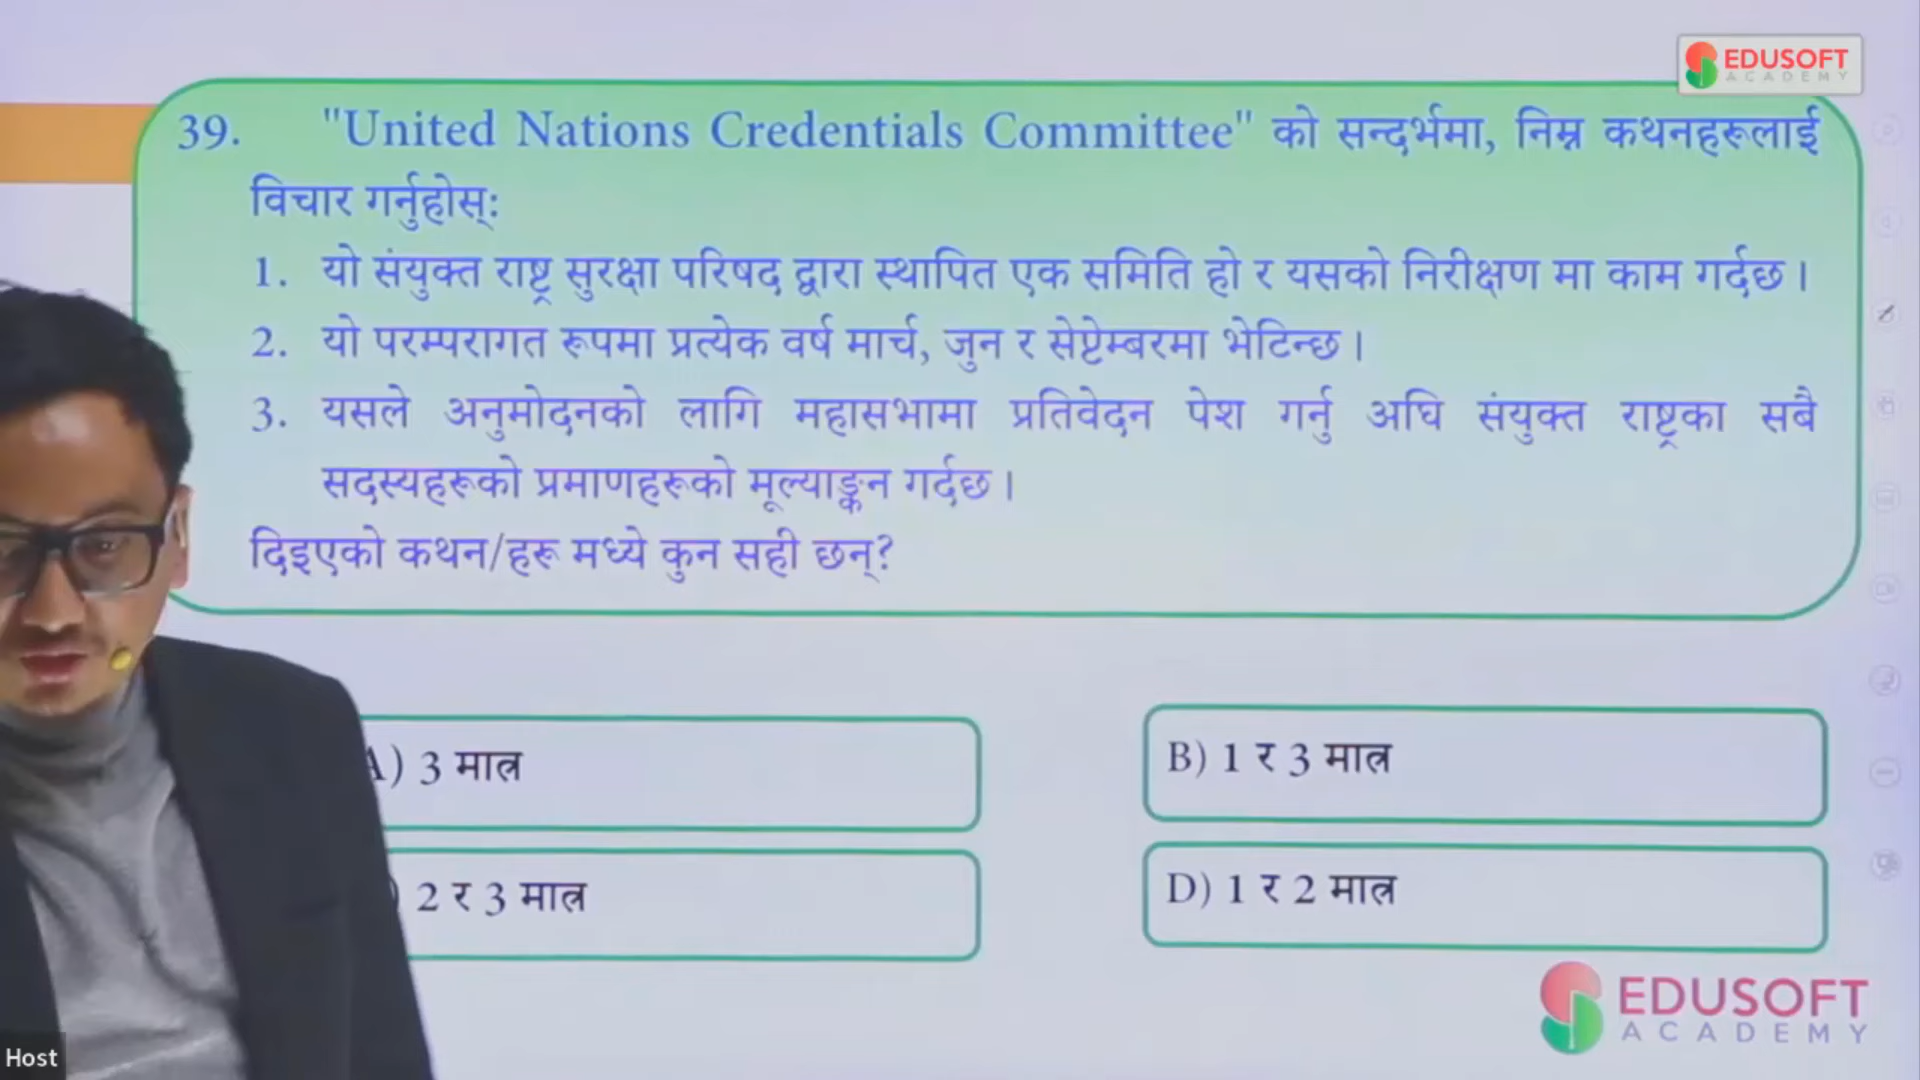 EDUSOFT
ACADEMY
39. "United Nations Credentials Committee" को सन्दर्भमा, निम्न कथनहरूलाई
विचार गर्नुहोस्:
1. यो संयुक्त राष्ट्र सुरक्षा परिषद द्वारा स्थापित एक समिति हो र यसको निरीक्षण मा काम गर्दछ ।
2. यो परम्परागत रूपमा प्रत्येक वर्ष मार्च, जुन र सेप्टेम्बरमा भेटिन्छ ।
3. यसले अनुमोदनको लागि महासभामा प्रतिवेदन पेश गर्नु अघि संयुक्त राष्ट्रका सबै
सदस्यहरूको प्रमाणहरूको मूल्याङ्कन गर्दछ ।
दिइएको कथन/हरू मध्ये कुन सही छन्?
A) 3 मात्र
B) 1 र 3 मात्र
) 2 र 3 मात्र
D) 1 र 2 मात्र
EDUSOFT
ACADEMY
Host